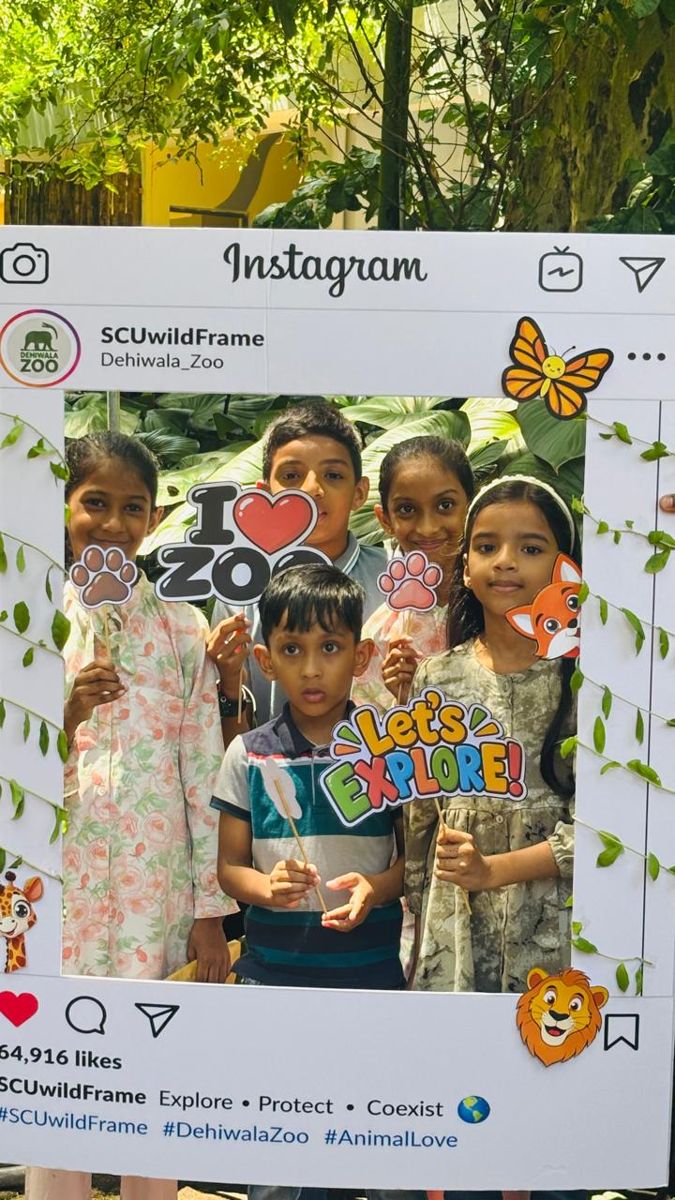 Instagram
SCUwildFrame
Dehiwala_Zoo
DEHIWALA
ZOO
I
ZOO
Let's
EXPLORE!
64,916 likes
SCUwildFrame Explore • Protect • Coexist
#SCUwildFrame #DehiwalaZoo #AnimalLove